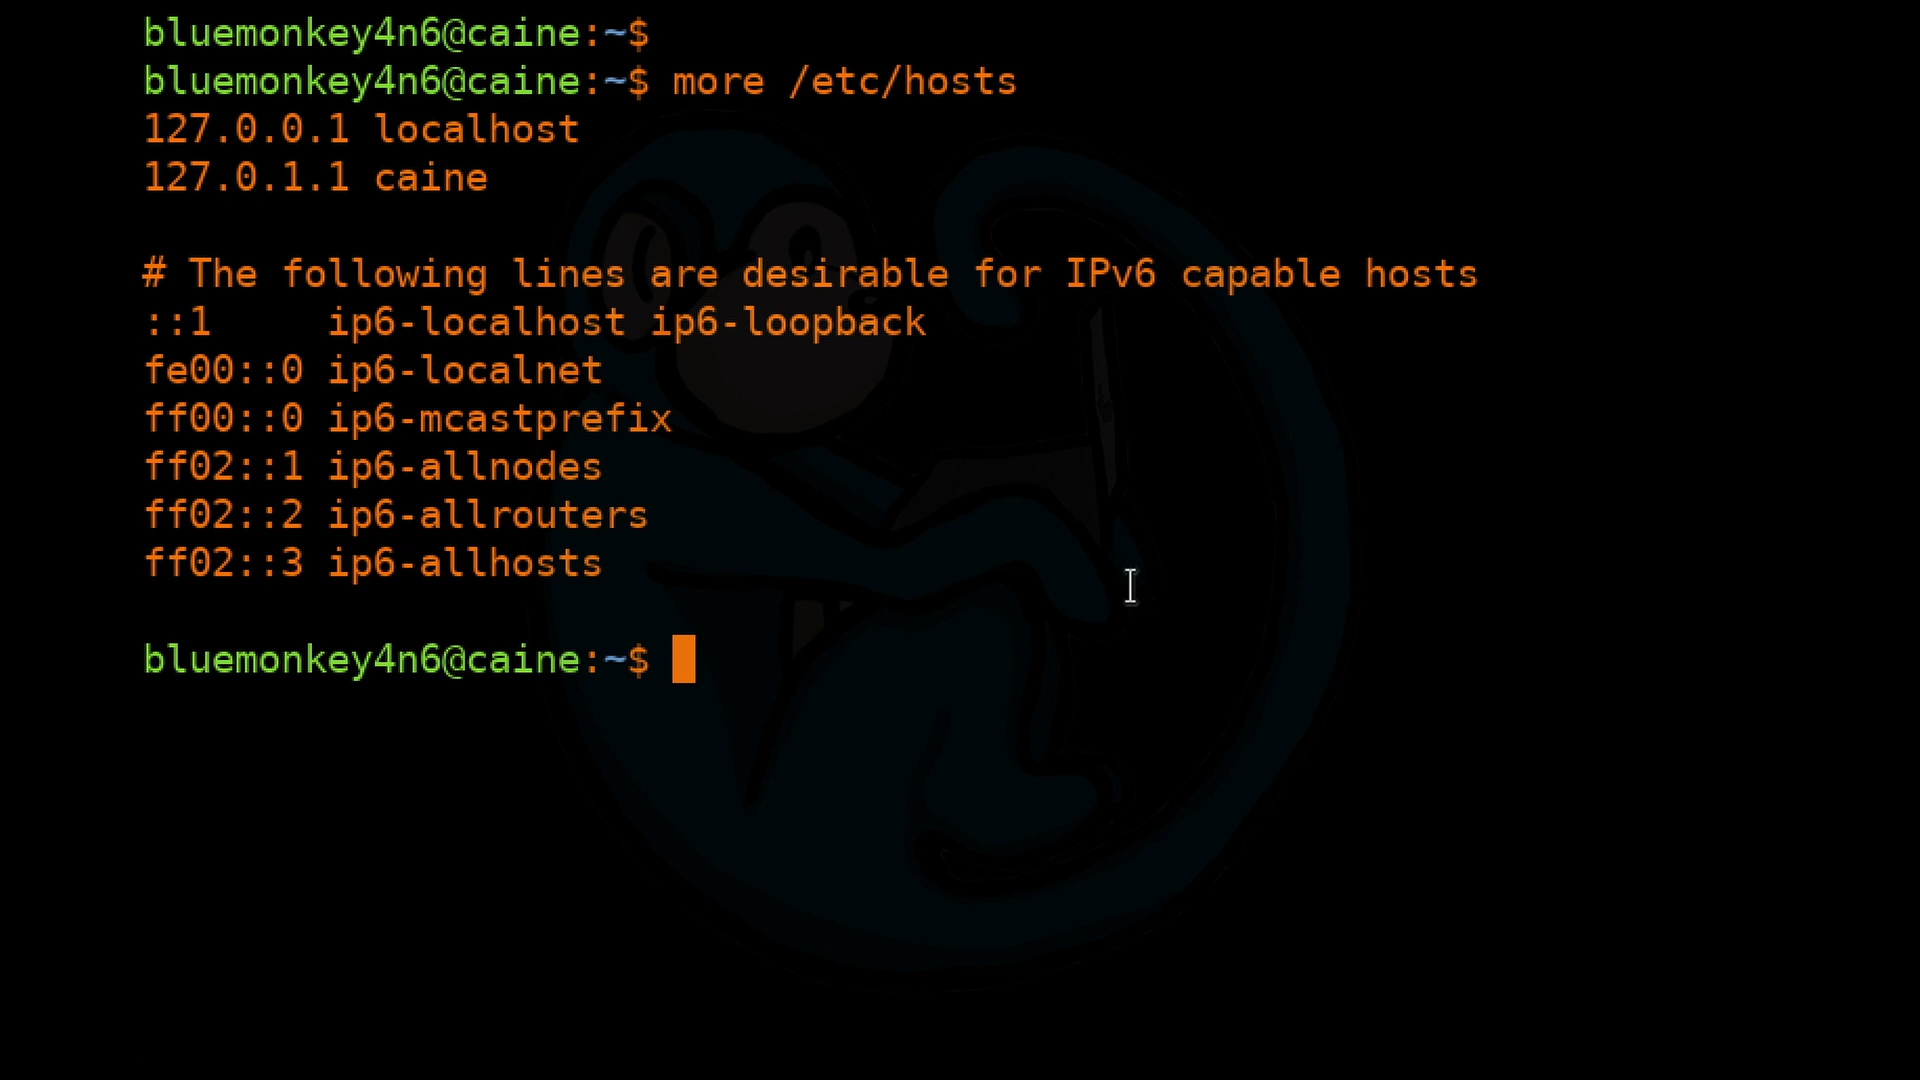 bluemonkey4n6@caine:~$
bluemonkey4n6@caine:~$ more /etc/hosts
127.0.0.1 localhost
127.0.1.1 caine
# The following lines are desirable for IPv6 capable hosts
::1     ip6-localhost ip6-loopback
fe00::0 ip6-localnet
ff00::0 ip6-mcastprefix
ff02::1 ip6-allnodes
ff02::2 ip6-allrouters
ff02::3 ip6-allhosts
bluemonkey4n6@caine:~$